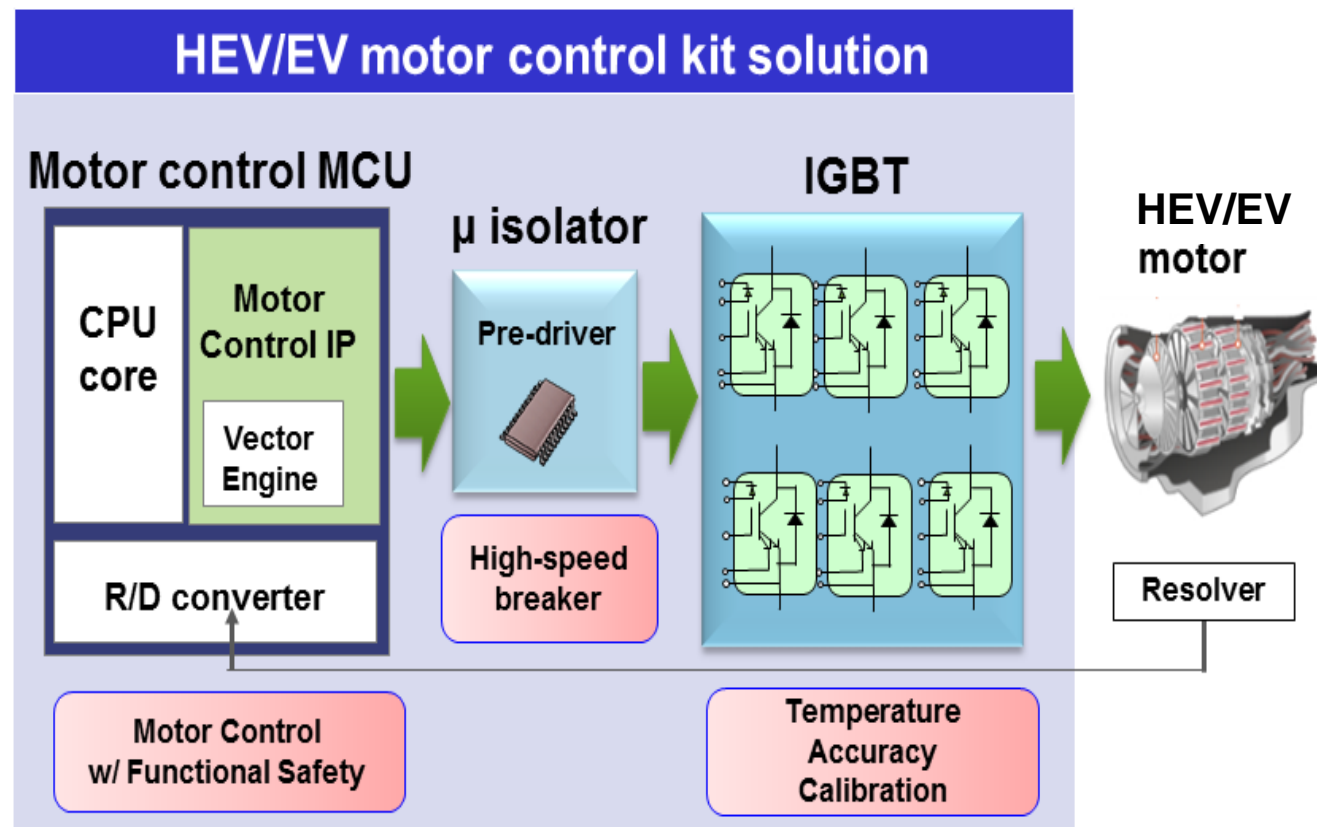 HEV/EV motor control kit solution
Motor control MCU
CPU
core
Motor
Control IP
Vector
Engine
R/D converter
Motor Control
w/ Functional Safety
µ isolator
Pre-driver
High-speed
breaker
IGBT
Temperature
Accuracy
Calibration
HEV/EV
motor
Resolver